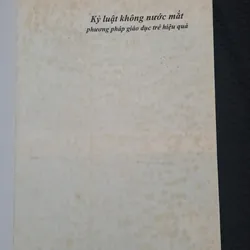 Kỷ luật không nước mắt
phương pháp giáo dục trẻ hiệu quả